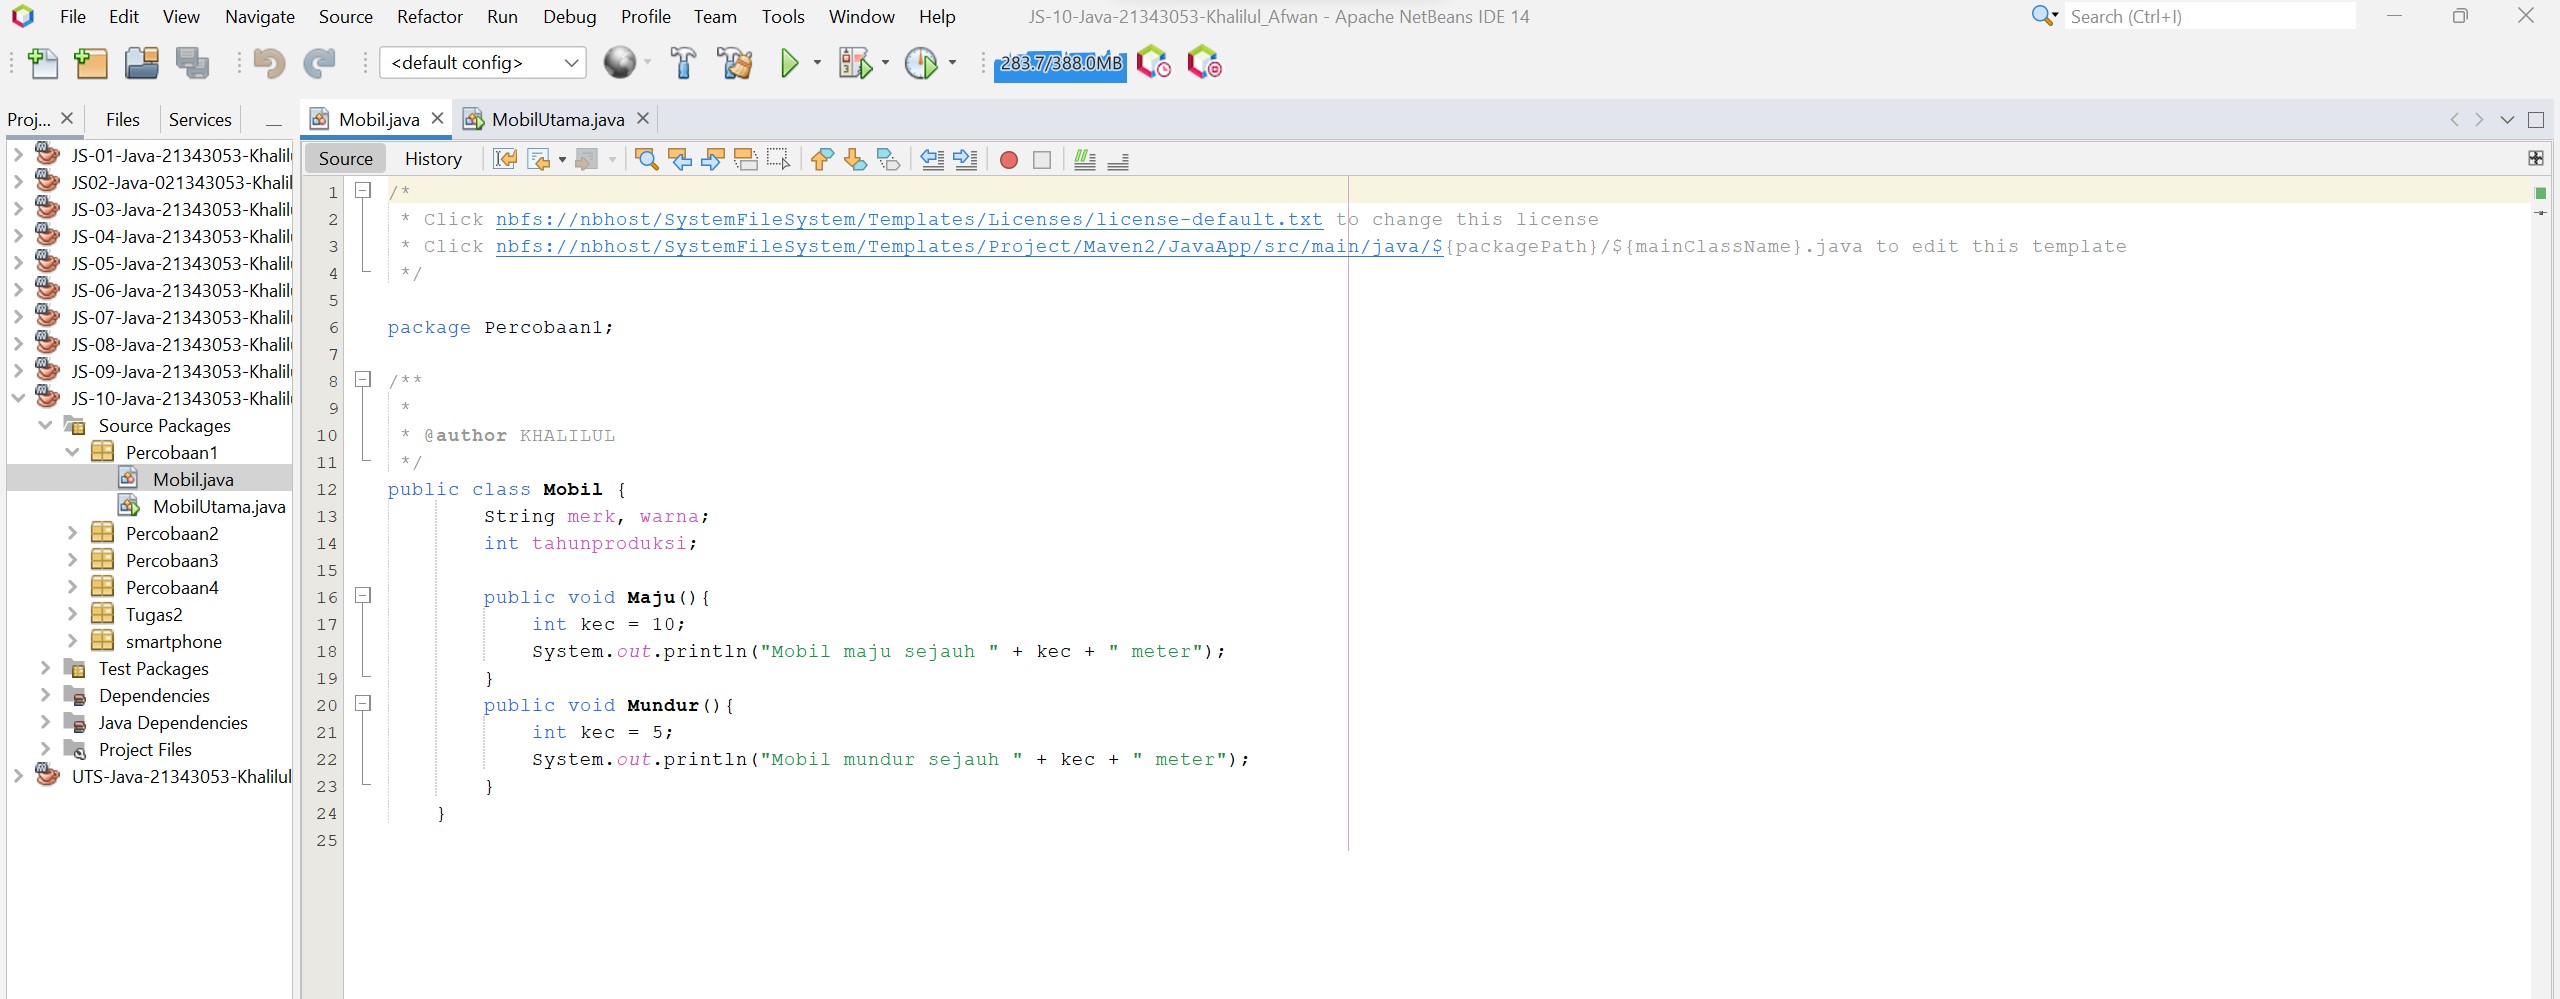 File Edit View Navigate Source Refactor Run Debug Profile Team Tools Window Help JS-10-Java-21343053-Khalilul_Afwan - Apache NetBeans IDE 14 Search (Ctrl+I)
<default config> 283.7/388.0MB
Proj... Files Services
Mobil.java MobilUtama.java
Source History
JS-01-Java-21343053-Khalil
JS02-Java-021343053-Khalil
JS-03-Java-21343053-Khalil
JS-04-Java-21343053-Khalil
JS-05-Java-21343053-Khalil
JS-06-Java-21343053-Khalil
JS-07-Java-21343053-Khalil
JS-08-Java-21343053-Khalil
JS-09-Java-21343053-Khalil
JS-10-Java-21343053-Khalil
Source Packages
Percobaan1
Mobil.java
MobilUtama.java
Percobaan2
Percobaan3
Percobaan4
Tugas2
smartphone
Test Packages
Dependencies
Java Dependencies
Project Files
UTS-Java-21343053-Khalilul
1 /*
2 * Click nbfs://nbhost/SystemFileSystem/Templates/Licenses/license-default.txt to change this license
3 * Click nbfs://nbhost/SystemFileSystem/Templates/Project/Maven2/JavaApp/src/main/java/${packagePath}/${mainClassName}.java to edit this template
4 */
5
6 package Percobaan1;
7
8 /**
9 *
10 * @author KHALILUL
11 */
12 public class Mobil {
13 String merk, warna;
14 int tahunproduksi;
15
16 public void Maju(){
17 int kec = 10;
18 System.out.println("Mobil maju sejauh " + kec + " meter");
19 }
20 public void Mundur(){
21 int kec = 5;
22 System.out.println("Mobil mundur sejauh " + kec + " meter");
23 }
24 }
25